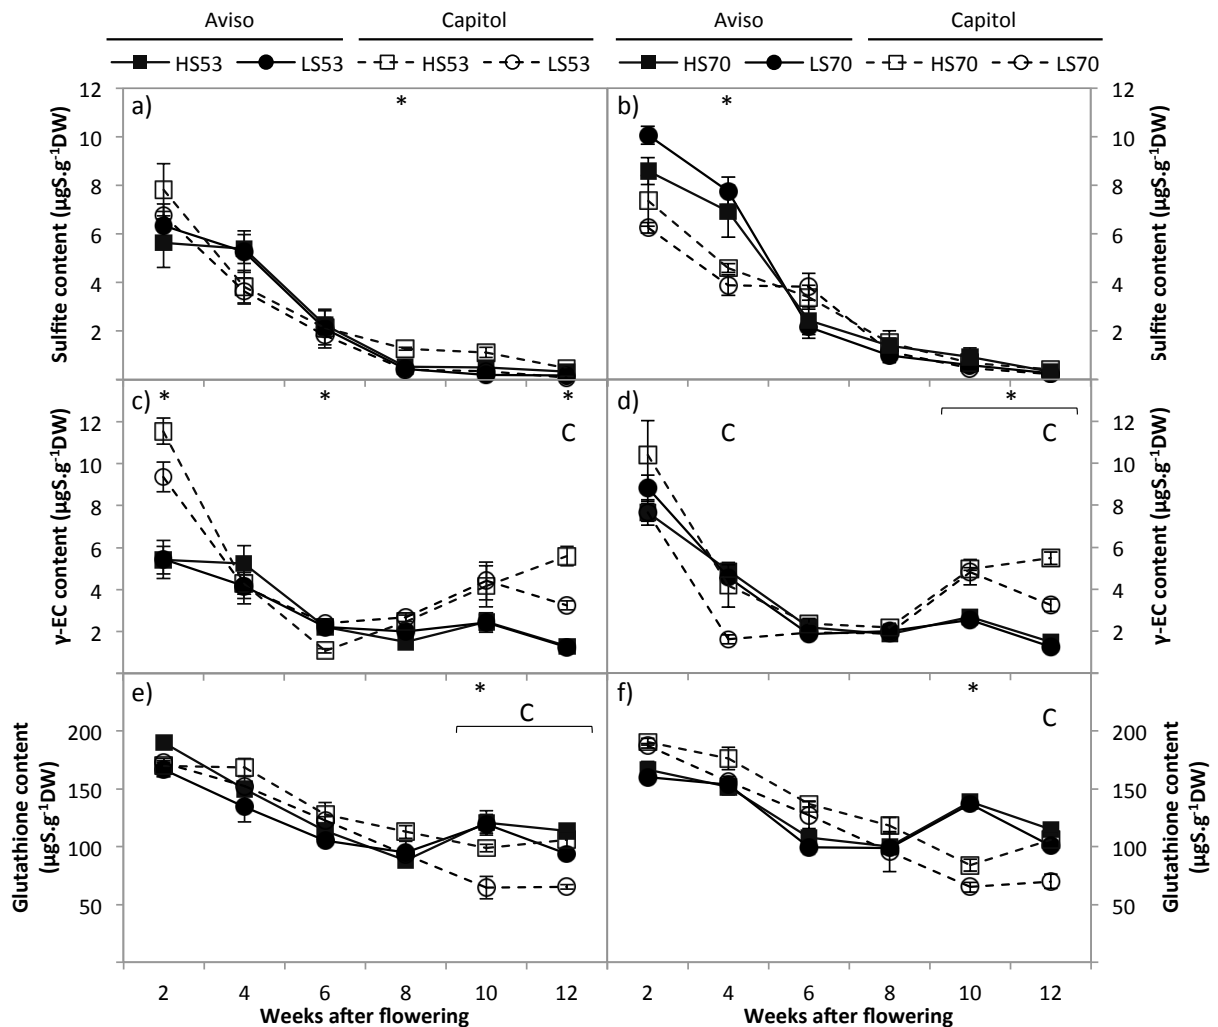 Aviso Capitol Aviso Capitol
HS53 LS53 HS53 LS53 HS70 LS70 HS70 LS70
a) * b) *
12 10 8 6 4 2
Sulfite content (µgS.g⁻¹DW)
12 10 8 6 4 2
Sulfite content (µgS.g⁻¹DW)
c) * * * C d) C * C
12 10 8 6 4 2
γ-EC content (µgS.g⁻¹DW)
12 10 8 6 4 2
γ-EC content (µgS.g⁻¹DW)
e) * C f) * C
200 150 100 50
Glutathione content
(µgS.g⁻¹DW)
200 150 100 50
Glutathione content
(µgS.g⁻¹DW)
2 4 6 8 10 12 2 4 6 8 10 12
Weeks after flowering Weeks after flowering